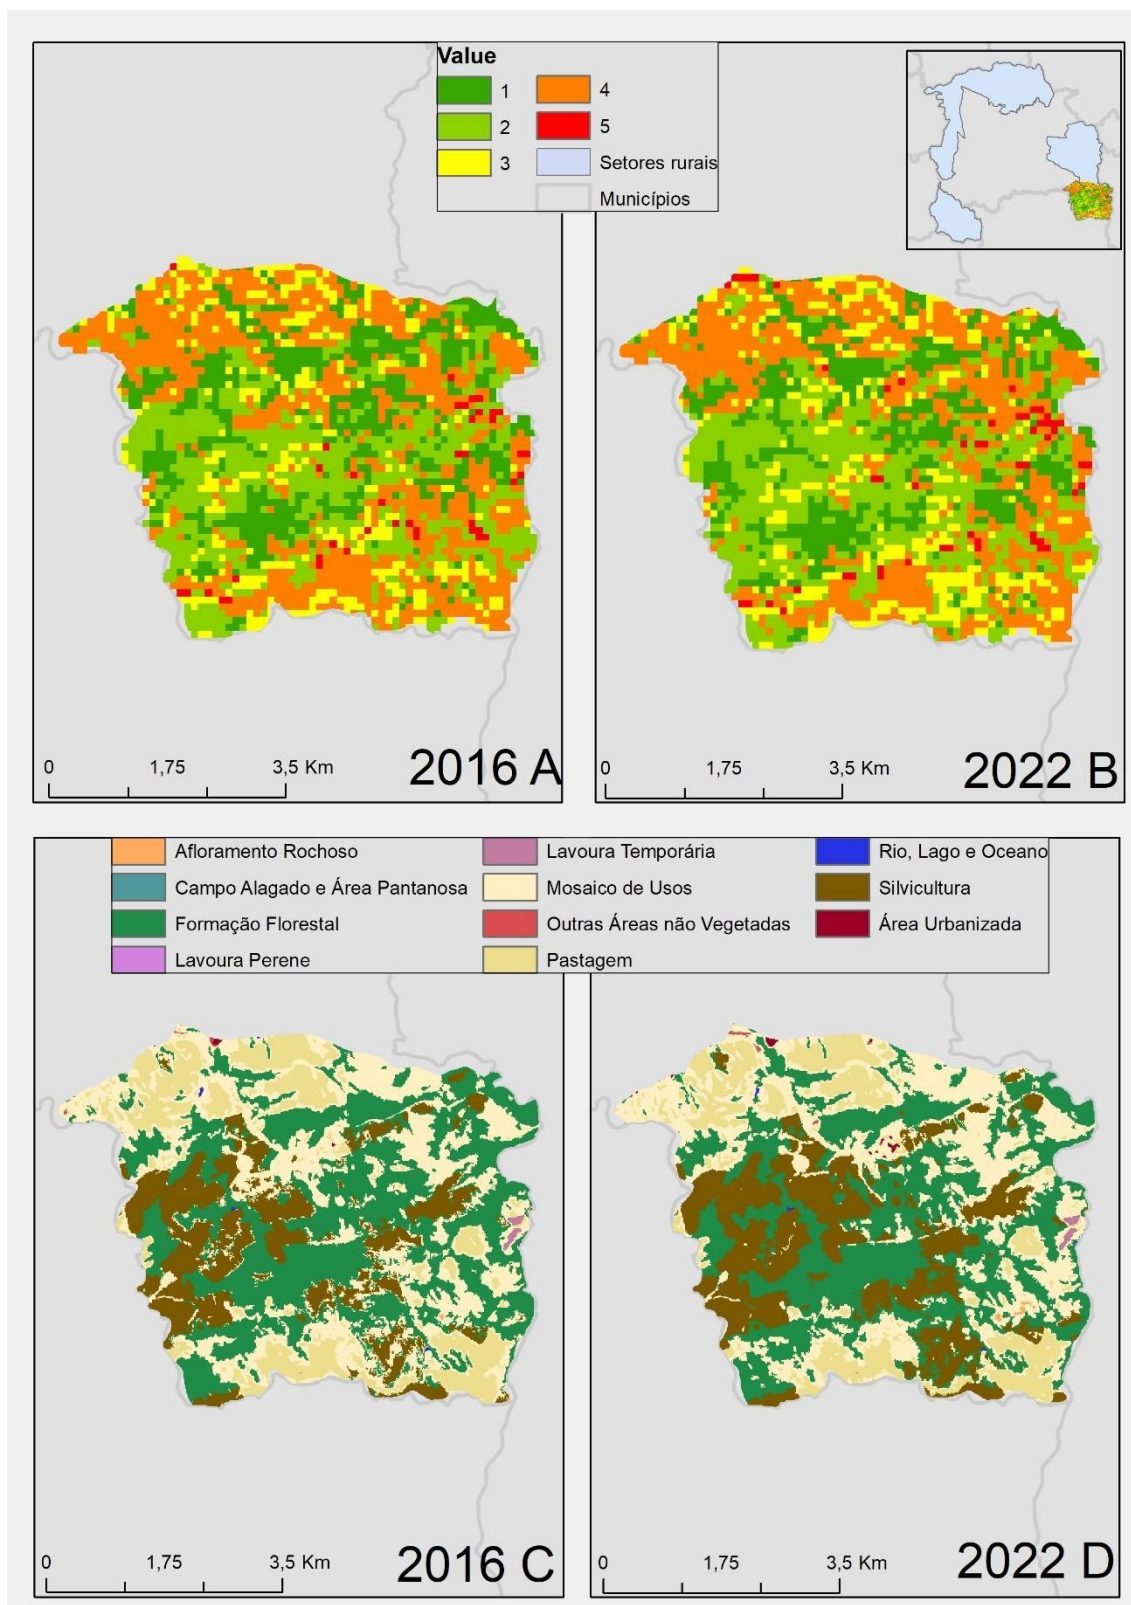 Value
1 4
2 5
3 Setores rurais
Municípios
0 1,75 3,5 Km 2016 A
0 1,75 3,5 Km 2022 B
Afloramento Rochoso Lavoura Temporária Rio, Lago e Oceano
Campo Alagado e Área Pantanosa Mosaico de Usos Silvicultura
Formação Florestal Outras Áreas não Vegetadas Área Urbanizada
Lavoura Perene Pastagem
0 1,75 3,5 Km 2016 C
0 1,75 3,5 Km 2022 D